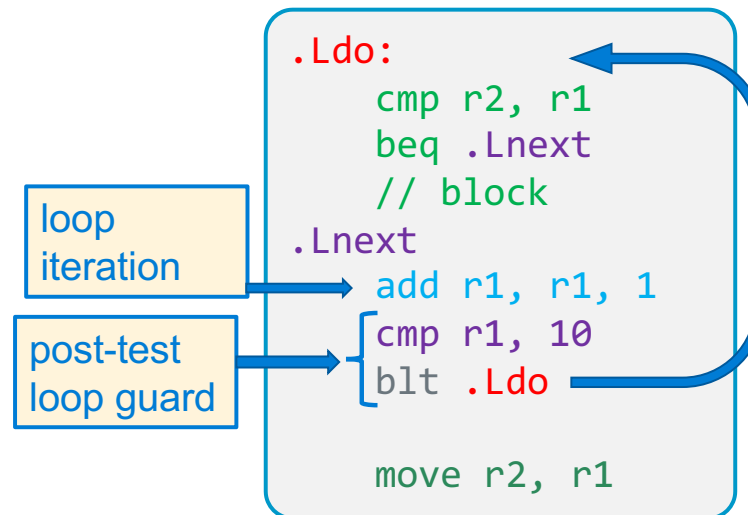 .Ldo:
cmp r2, r1
beq .Lnext
// block
.Lnext
loop
iteration
add r1, r1, 1
post-test
loop guard
cmp r1, 10
blt .Ldo
move r2, r1